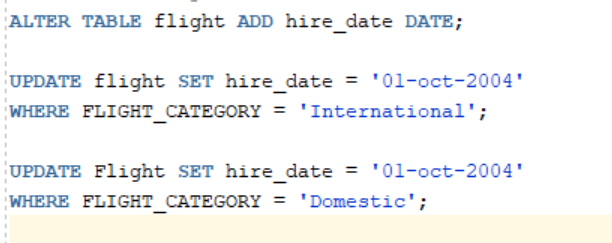 ALTER TABLE flight ADD hire_date DATE;
UPDATE flight SET hire_date = '01-oct-2004'
WHERE FLIGHT_CATEGORY = 'International';
UPDATE Flight SET hire_date = '01-oct-2004'
WHERE FLIGHT_CATEGORY = 'Domestic';